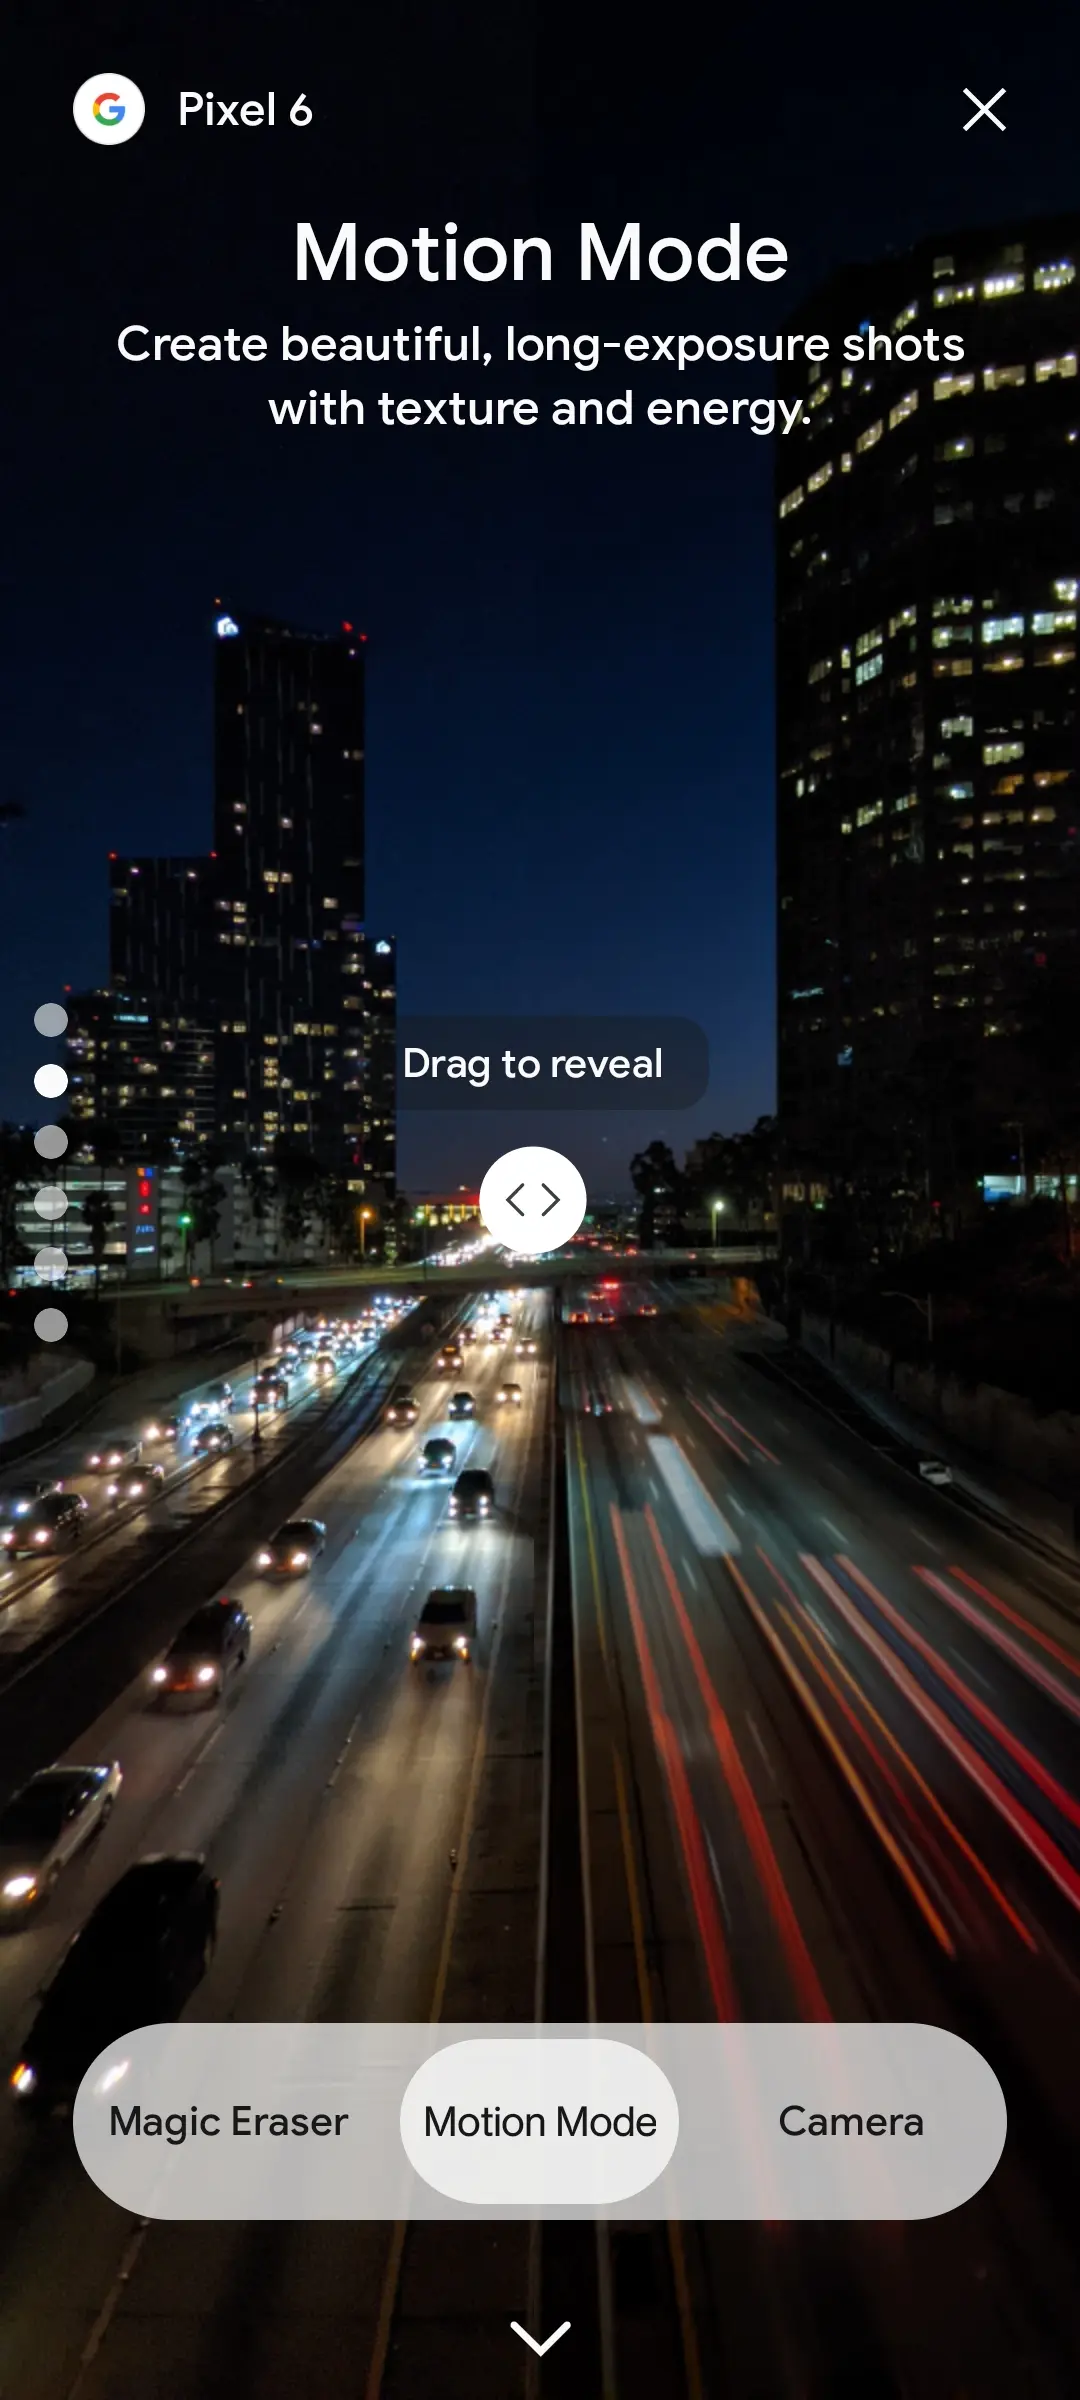 Pixel 6
Motion Mode
Create beautiful, long-exposure shots
with texture and energy.
Drag to reveal
Magic Eraser
Motion Mode
Camera